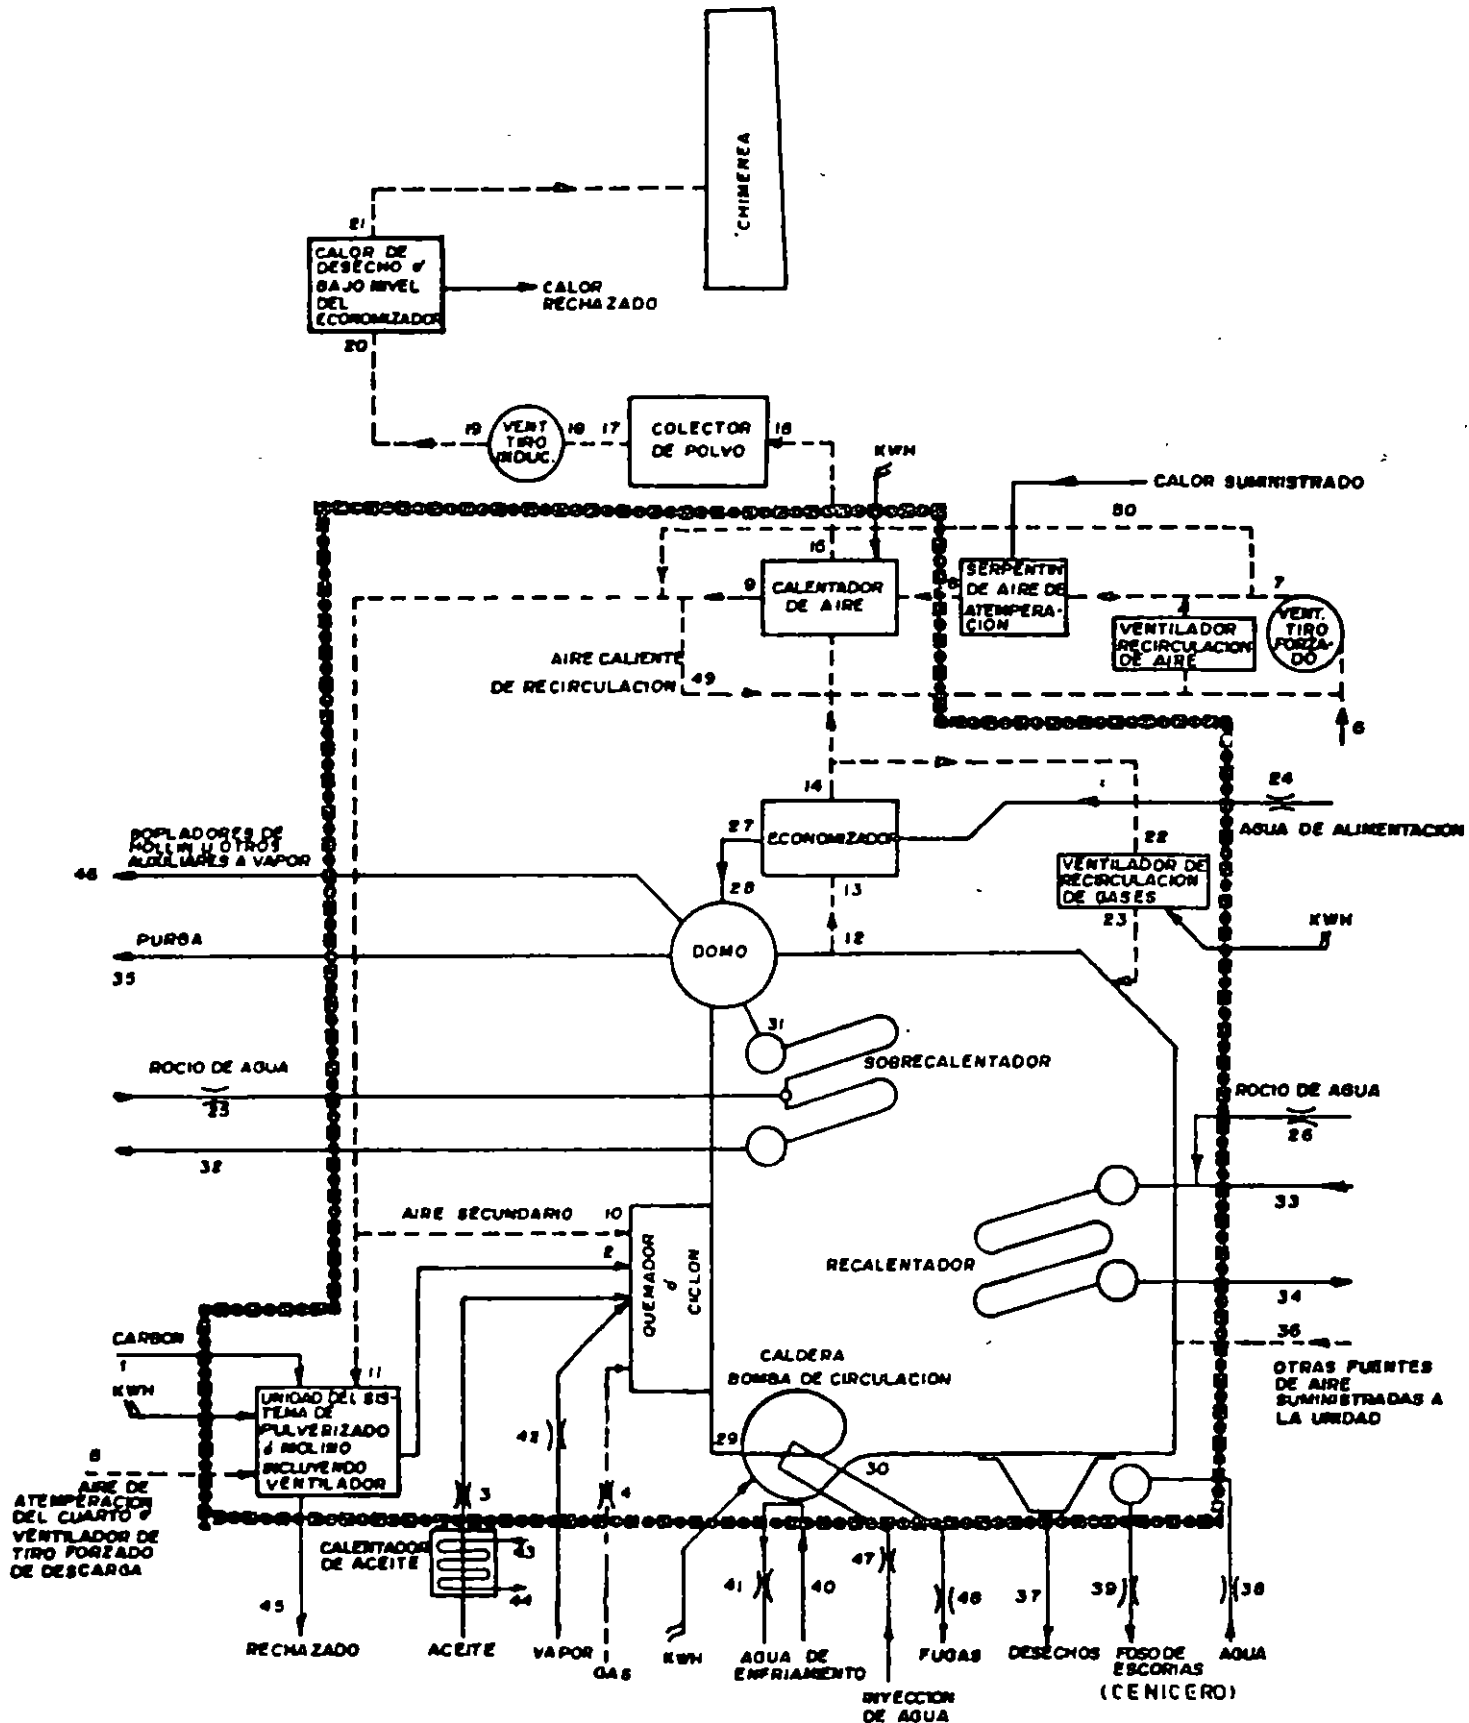 CHIMENEA
21
CALOR DE
DESECHO ó
BAJO NIVEL
DEL
ECONOMIZADOR
CALOR
RECHAZADO
20
19
VENT
TIRO
INDUC.
18
17
COLECTOR
DE POLVO
16
KWH
CALOR SUMINISTRADO
50
15
9
CALENTADOR
DE AIRE
8
SERPENTIN
DE AIRE DE
ATEMPERA-
CION
7
VENT.
TIRO
FORZA-
DO
VENTILADOR
RECIRCULACION
DE AIRE
AIRE CALIENTE
DE RECIRCULACION
49
6
14
24
AGUA DE ALIMENTACION
27
ECONOMIZADOR
22
SOPLADORES DE
HOLLIN U OTROS
AUXILIARES A VAPOR
46
28
13
VENTILADOR DE
RECIRCULACION
DE GASES
23
KWH
PURGA
35
DOMO
12
31
SOBRECALENTADOR
ROCIO DE AGUA
25
ROCIO DE AGUA
26
32
33
AIRE SECUNDARIO
10
2
QUEMADOR
ó
CICLON
RECALENTADOR
34
36
OTRAS FUENTES
DE AIRE
SUMINISTRADAS A
LA UNIDAD
CARBON
1
KWH
11
UNIDAD DEL SIS-
TEMA DE
PULVERIZADO
ó MOLINO
INCLUYENDO
VENTILADOR
CALDERA
BOMBA DE CIRCULACION
29
30
42
AIRE DE
ATEMPERACION
DEL CUARTO ó
VENTILADOR DE
TIRO FORZADO
DE DESCARGA
3
4
CALENTADOR
DE ACEITE
43
44
45
41
40
47
48
37
39
38
RECHAZADO
ACEITE
VAPOR
GAS
KWH
AGUA DE
ENFRIAMIENTO
INYECCION
DE AGUA
FUGAS
DESECHOS
FOSO DE
ESCORIAS
(CENICERO)
AGUA